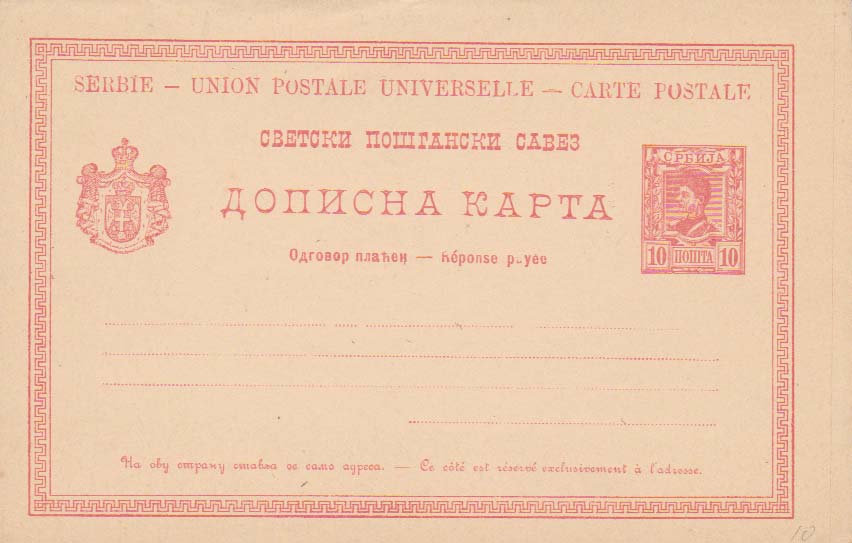 SERBIE — UNION POSTALE UNIVERSELLE — CARTE POSTALE
СВЕТСКИ ПОШТАНСКИ САВЕЗ
СРБИЈА
ДОПИСНА КАРТА
10 ПОШТА 10
Одговор плаћен — Réponse payée
На ову страну ставља се само адреса. — Ce côté est réservé exclusivement à l'adresse.
10